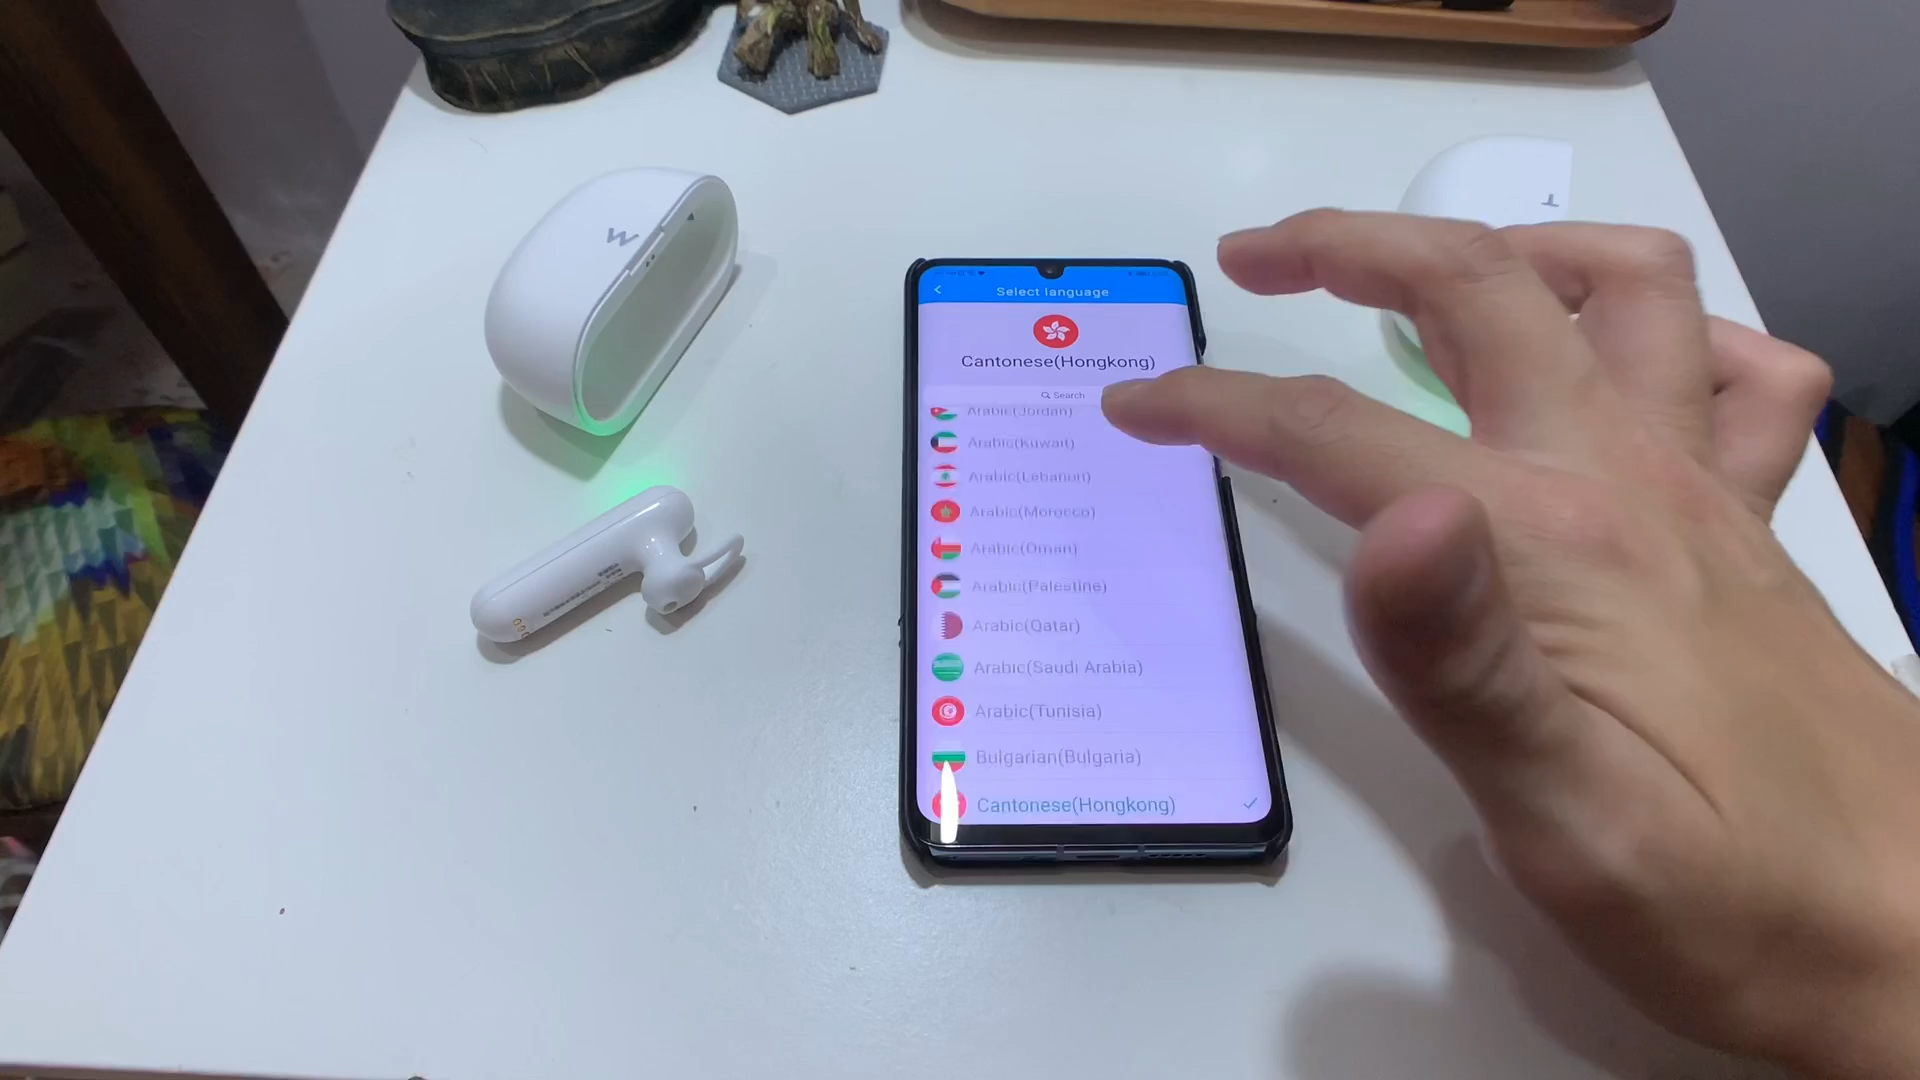 W
T
Select language
Cantonese(Hongkong)
Search
Arabic(Jordan)
Arabic(Kuwait)
Arabic(Lebanon)
Arabic(Morocco)
Arabic(Oman)
Arabic(Palestine)
Arabic(Qatar)
Arabic(Saudi Arabia)
Arabic(Tunisia)
Bulgarian(Bulgaria)
Cantonese(Hongkong)